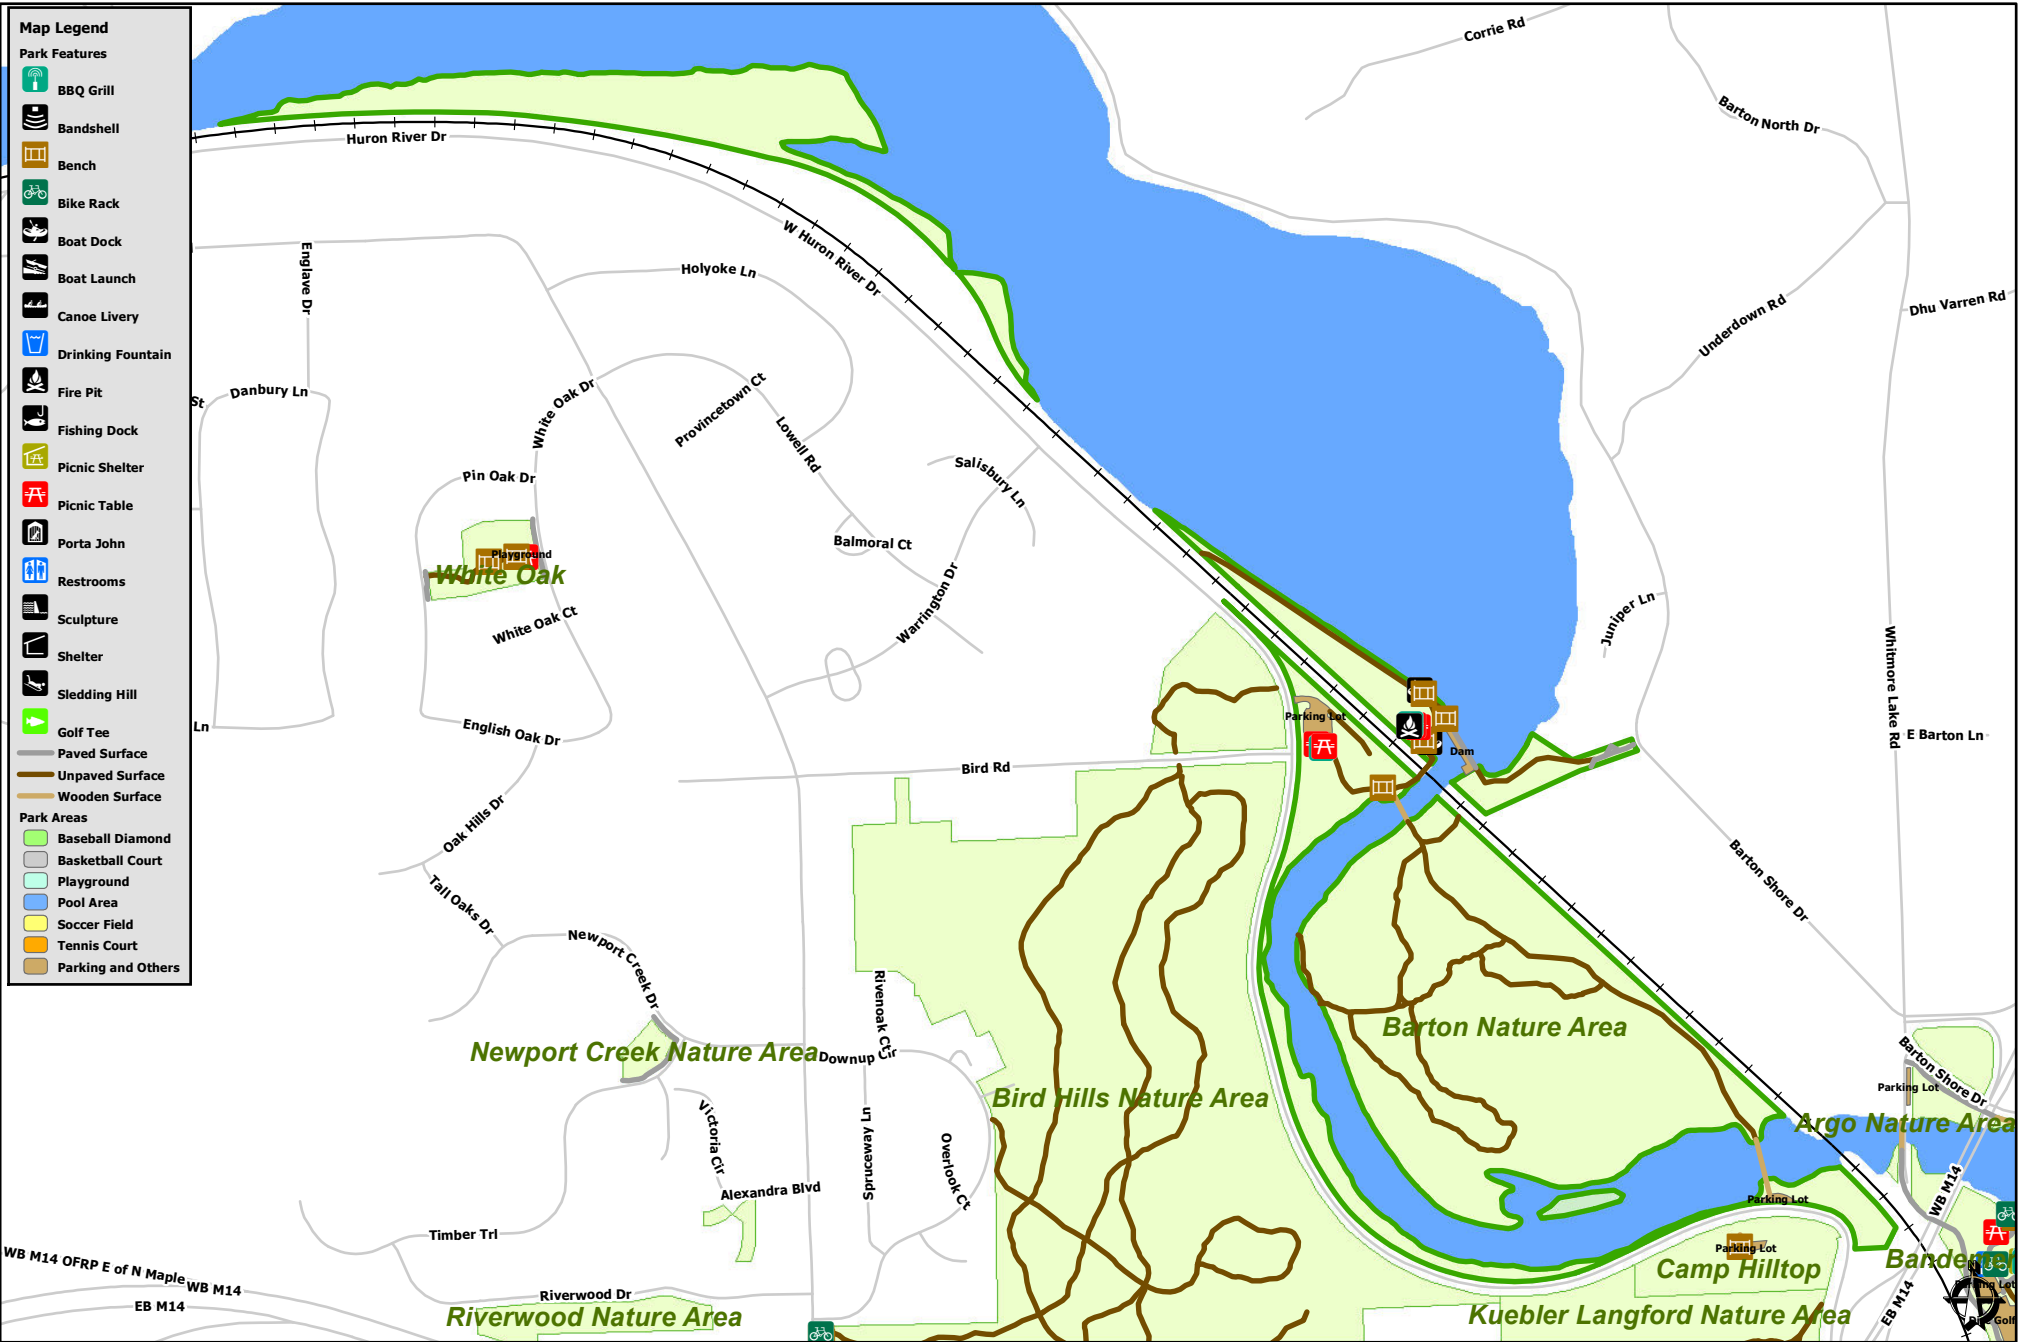 Map Legend
Park Features
BBQ Grill
Bandshell
Bench
Bike Rack
Boat Dock
Boat Launch
Canoe Livery
Drinking Fountain
Fire Pit
Fishing Dock
Picnic Shelter
Picnic Table
Porta John
Restrooms
Sculpture
Shelter
Sledding Hill
Golf Tee
Paved Surface
Unpaved Surface
Wooden Surface
Park Areas
Baseball Diamond
Basketball Court
Playground
Pool Area
Soccer Field
Tennis Court
Parking and Others
Corrie Rd
Barton North Dr
Huron River Dr
W Huron River Dr
Englave Dr
Holyoke Ln
Dhu Varren Rd
Underdown Rd
St
Danbury Ln
White Oak Dr
Provincetown Ct
Lowell Rd
Pin Oak Dr
Salisbury Ln
Balmoral Ct
Playground
White Oak
White Oak Ct
Warrington Dr
Juniper Ln
Whitmore Lake Rd
Ln
English Oak Dr
Parking Lot
Dam
E Barton Ln
Bird Rd
Oak Hills Dr
Tall Oaks Dr
Barton Shore Dr
Newport Creek Dr
Rivenoak Ct
Barton Nature Area
Newport Creek Nature Area
Downup Cir
Barton Shore Dr
Parking Lot
Bird Hills Nature Area
Argo Nature Area
Victoria Cir
Spruceway Ln
Overlook Ct
Alexandra Blvd
Parking Lot
WB M14
Timber Trl
WB M14 OFRP E of N Maple
WB M14
EB M14
Riverwood Dr
Riverwood Nature Area
Parking Lot
Camp Hilltop
Kuebler Langford Nature Area
Bandemer
N
Parking Lot
EB M14
Disc Golf